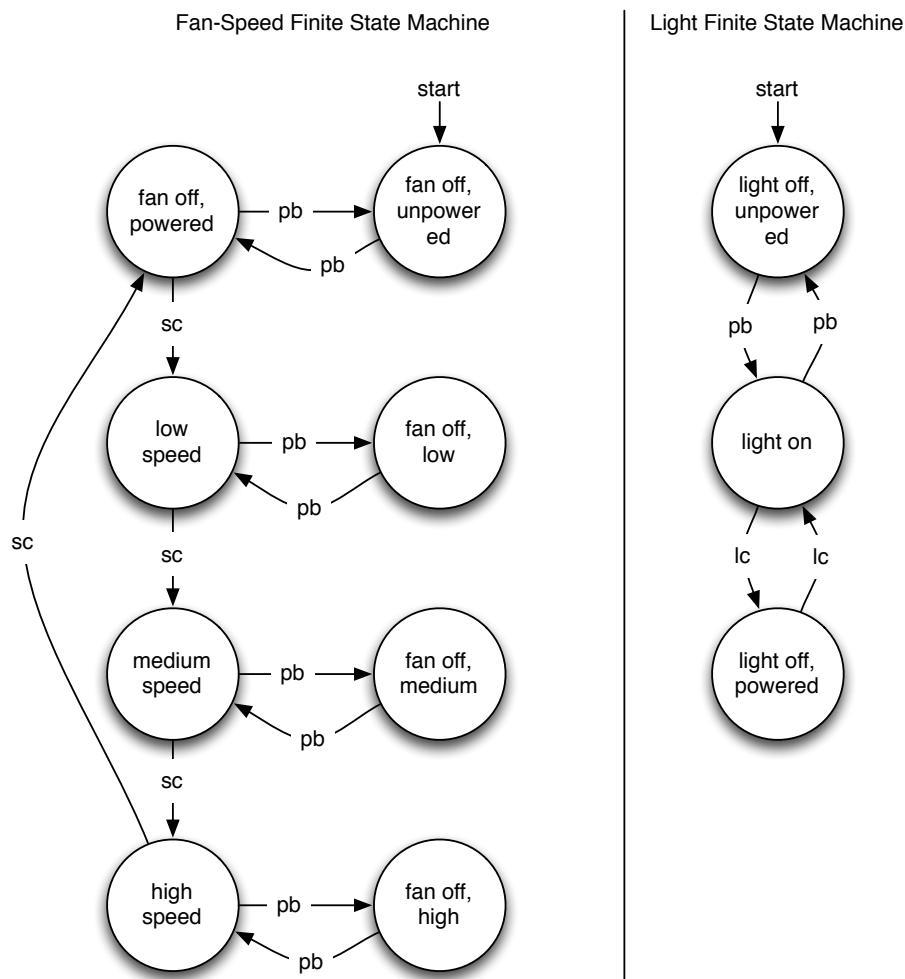 Fan-Speed Finite State Machine
Light Finite State Machine
start
start
fan off,
powered
pb
fan off,
unpower
ed
pb
light off,
unpower
ed
sc
pb
pb
low
speed
pb
fan off,
low
pb
light on
sc
sc
lc
lc
medium
speed
pb
fan off,
medium
pb
light off,
powered
sc
high
speed
pb
fan off,
high
pb